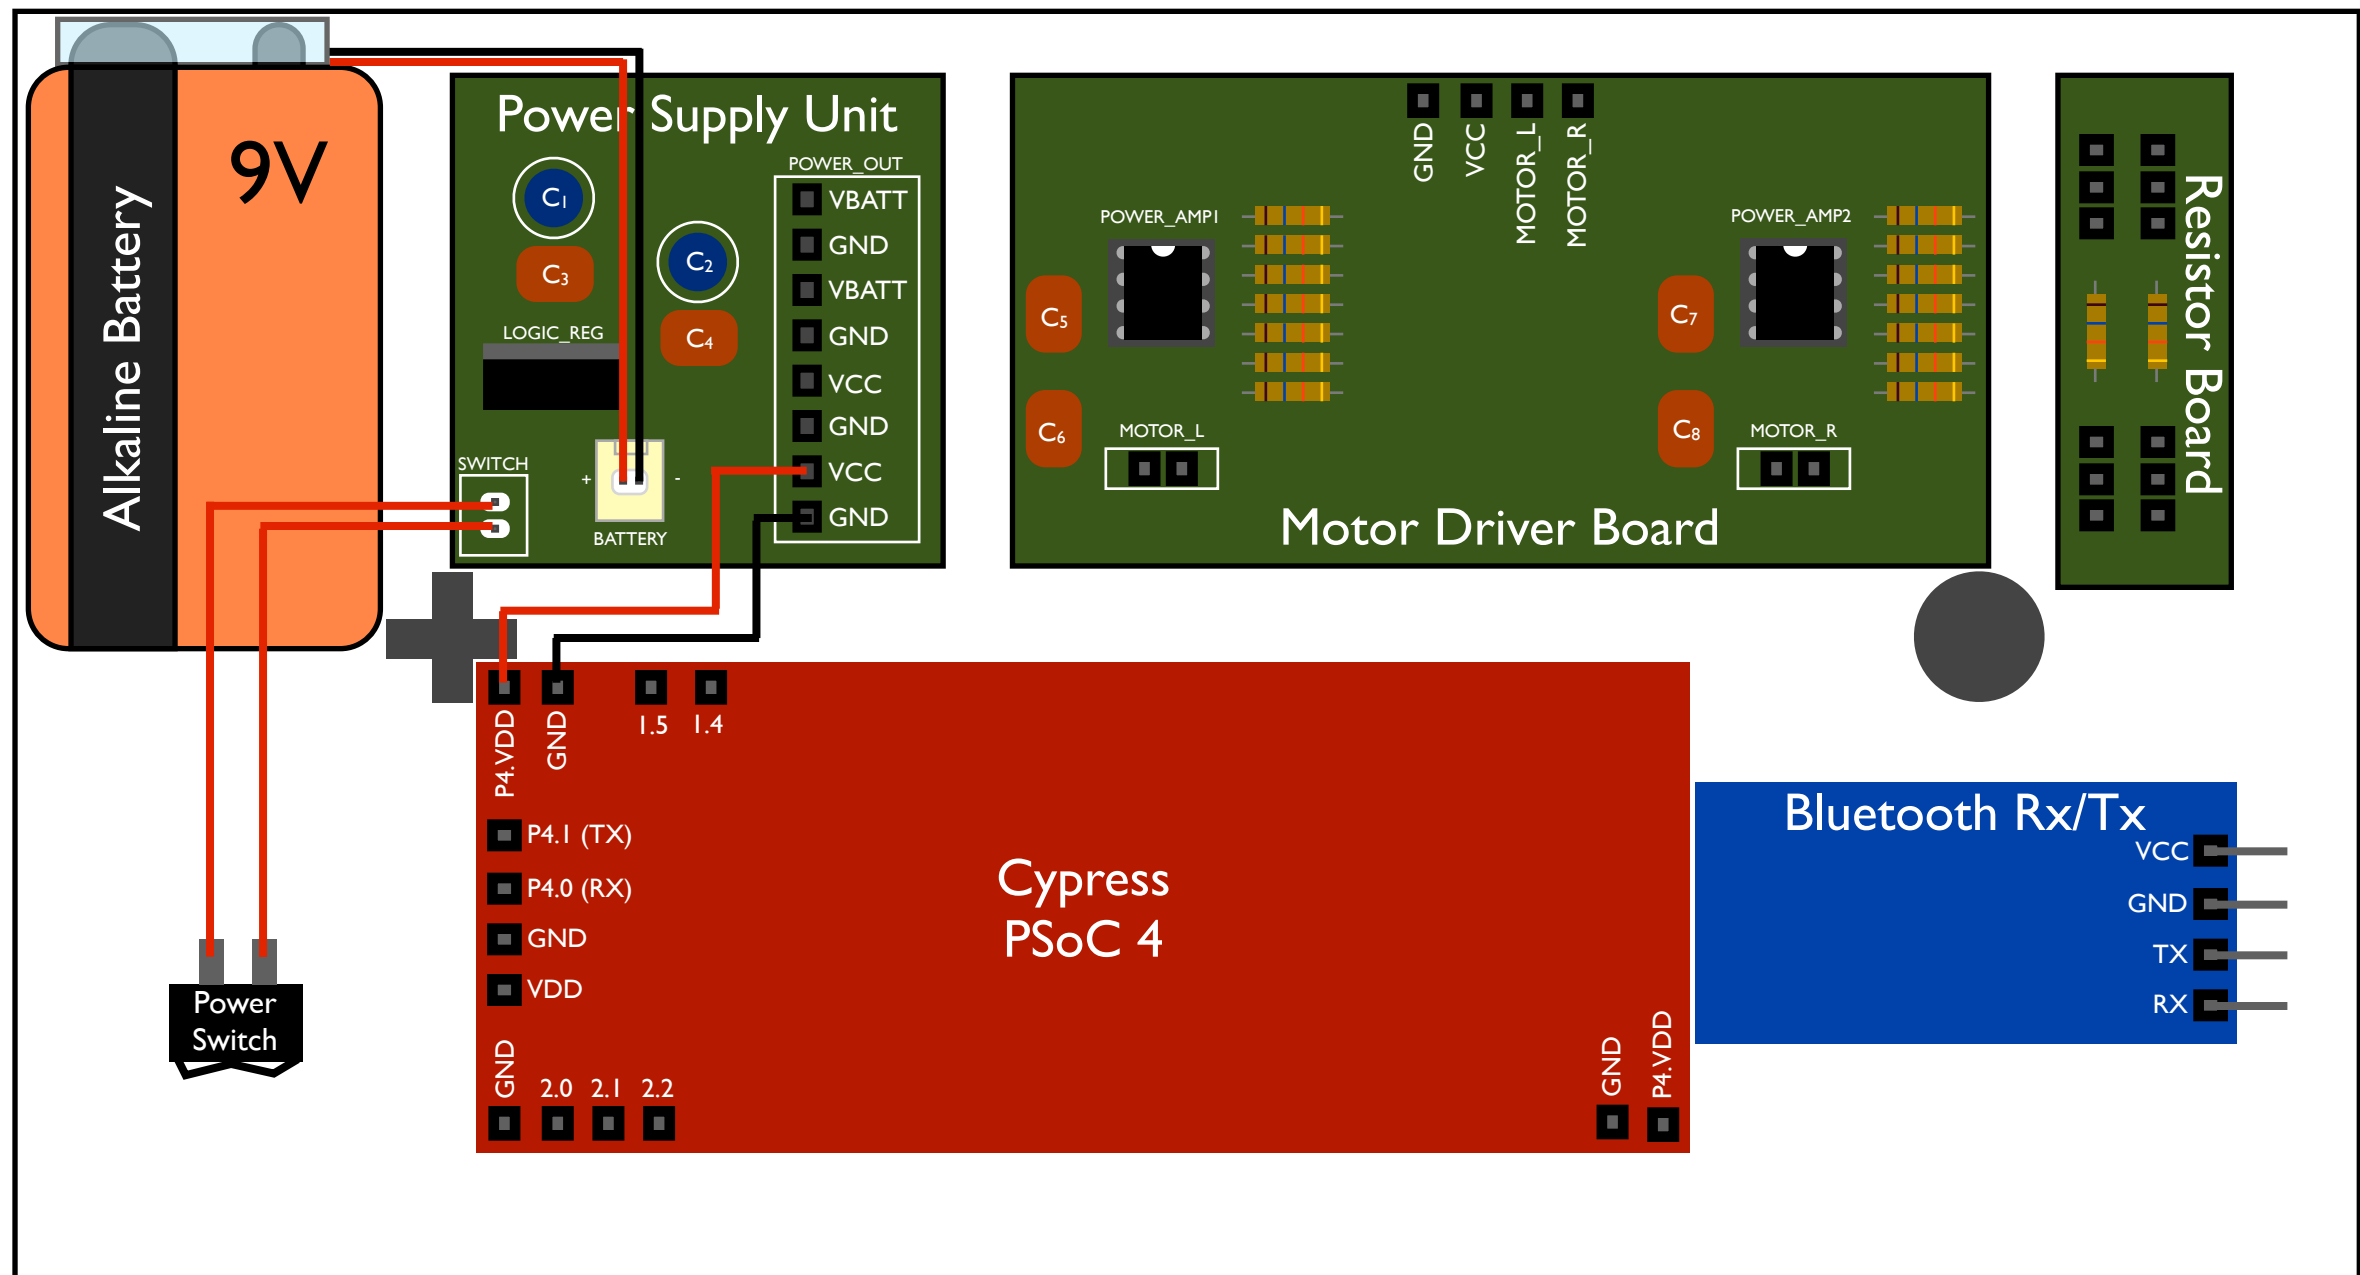 Alkaline Battery
9V
Power Supply Unit
POWER_OUT
VBATT
GND
VBATT
GND
VCC
GND
VCC
GND
C1
C2
C3
C4
LOGIC_REG
SWITCH
+
-
BATTERY
GND
VCC
MOTOR_L
MOTOR_R
POWER_AMP1
POWER_AMP2
C5
C6
C7
C8
MOTOR_L
MOTOR_R
Motor Driver Board
Resistor Board
P4.VDD
GND
1.5
1.4
P4.1 (TX)
P4.0 (RX)
GND
VDD
GND
2.0
2.1
2.2
Cypress
PSoC 4
GND
P4.VDD
Bluetooth Rx/Tx
VCC
GND
TX
RX
Power
Switch